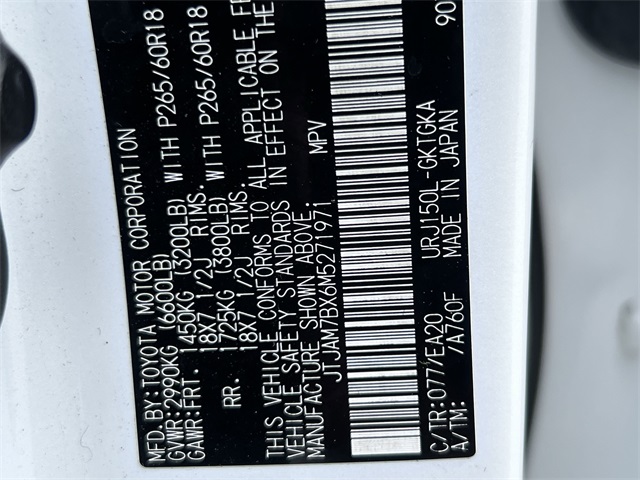 MFD.BY:TOYOTA MOTOR CORPORATION 90
GVWR:2990KG (6600LB)
GAWR:FRT. 1450KG (3200LB) WITH P265/60R18
18X7 1/2J RIMS.
RR. 1725KG (3800LB) WITH P265/60R18
18X7 1/2J RIMS.
THIS VEHICLE CONFORMS TO ALL APPLICABLE
VEHICLE SAFETY STANDARDS IN EFFECT ON THE
MANUFACTURE SHOWN ABOVE.
JTJAM7BX6M5271971 MPV
C/TR:077/EA20 URJ150L-GKTGKA
A/TM: /A760F MADE IN JAPAN